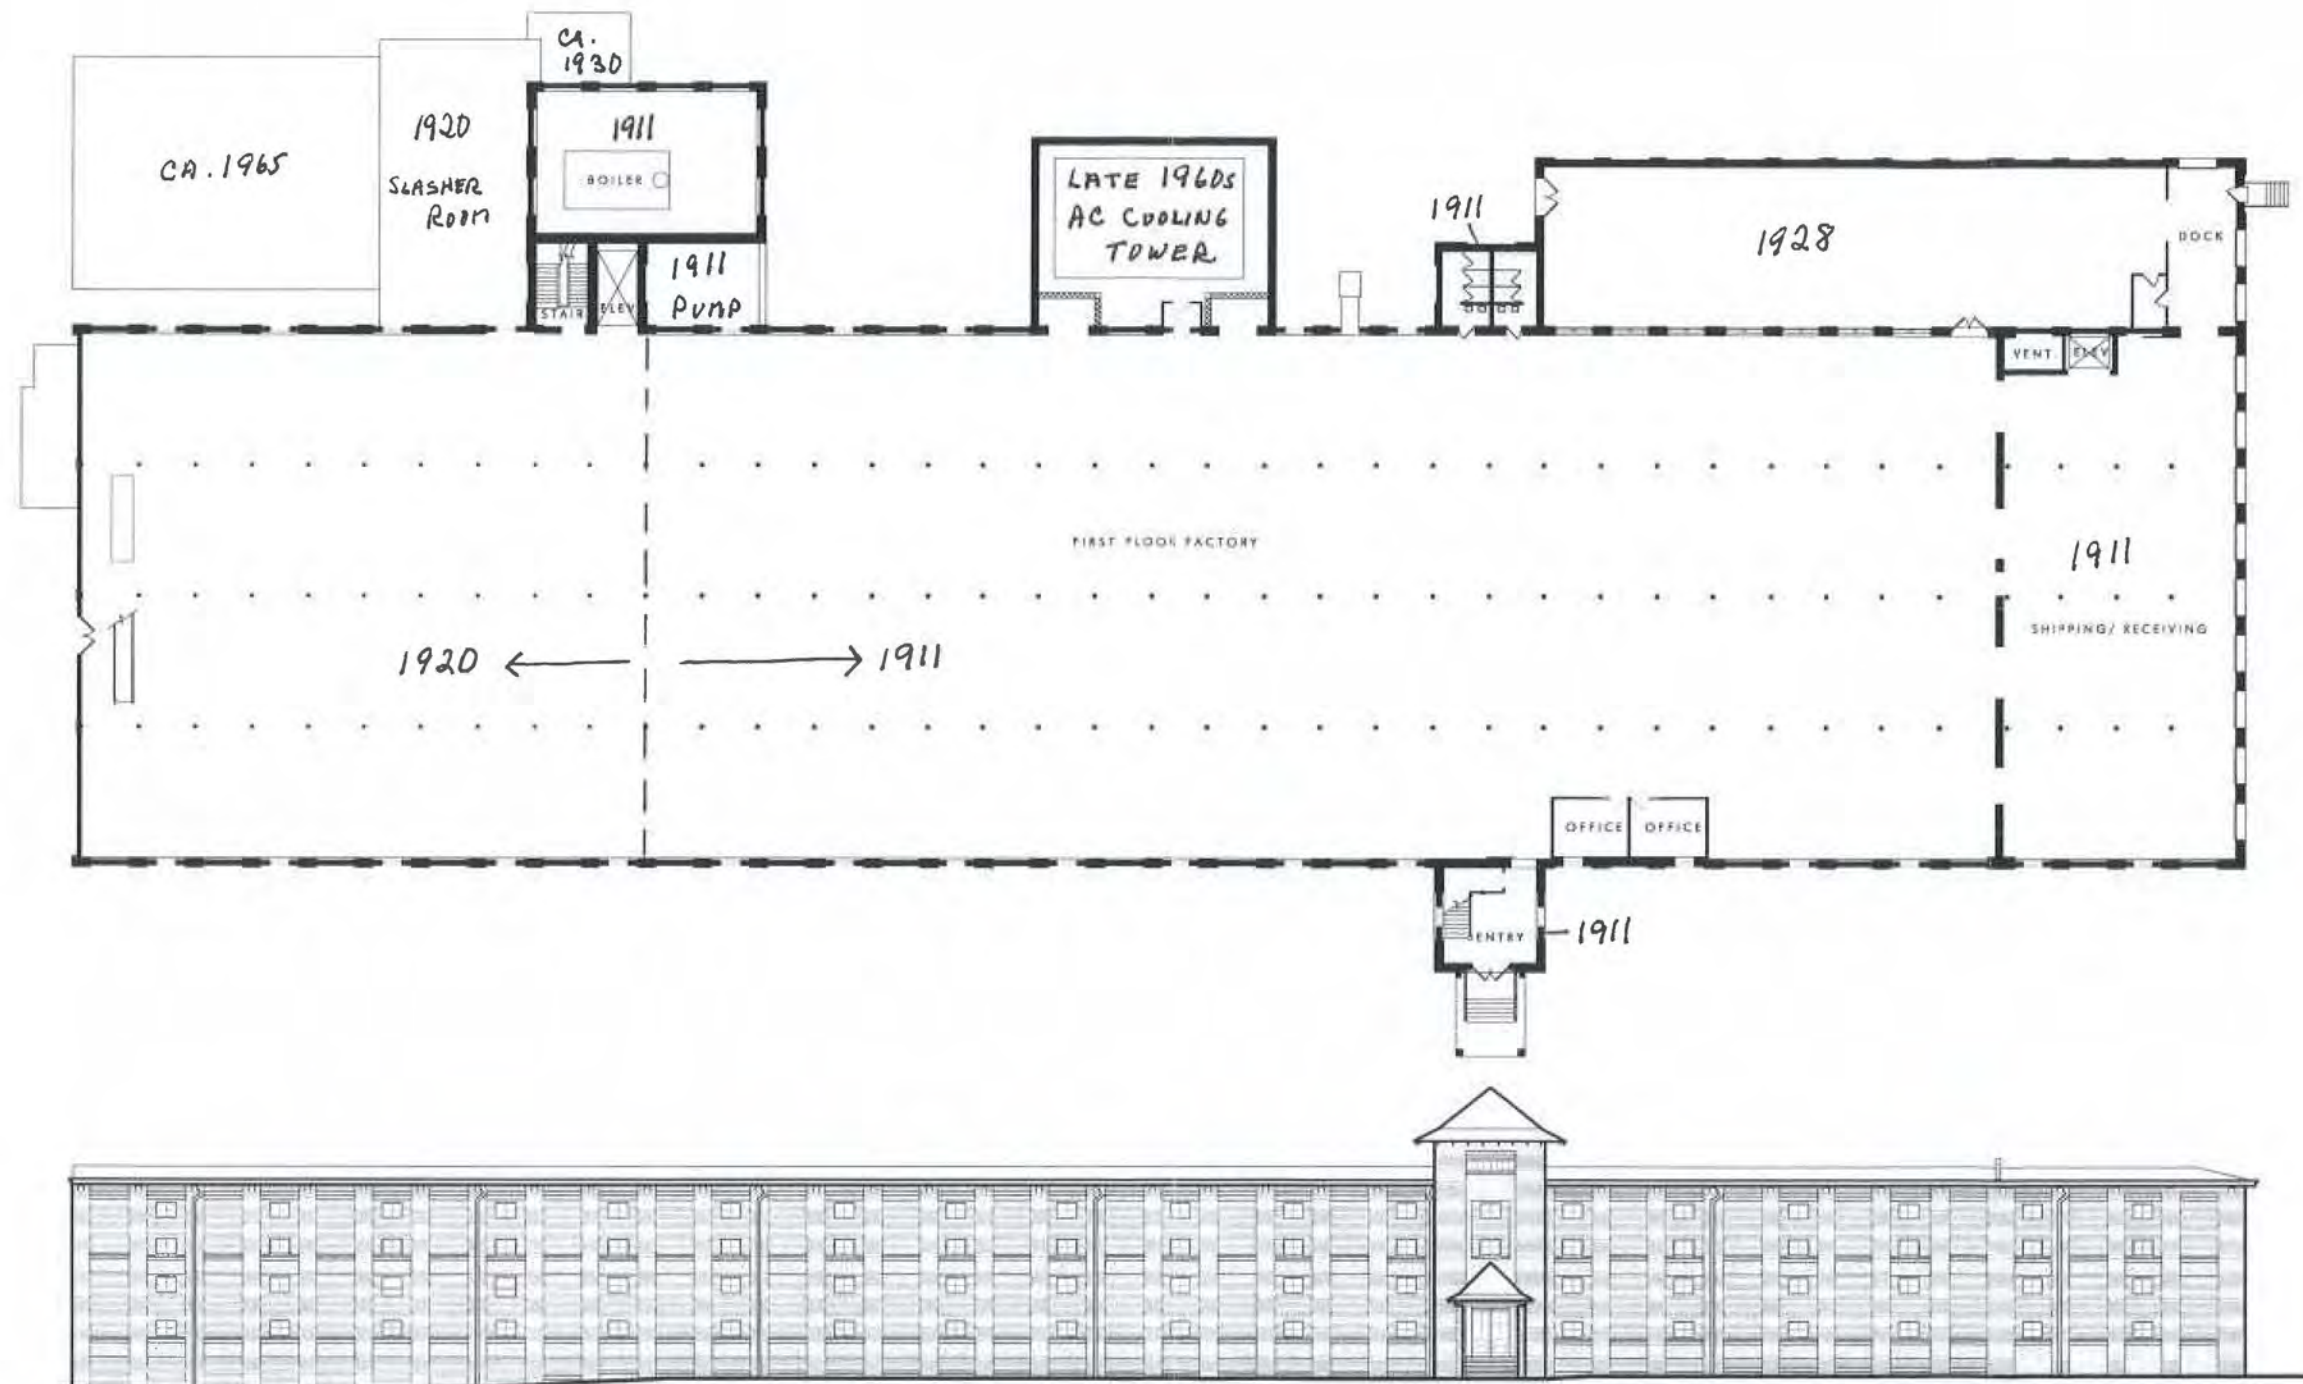 CA.
1930
1920
SLASHER
ROOM
1911
BOILER
CA. 1965
LATE 1960s
AC COOLING
TOWER
1911
1928
DOCK
1911
PUMP
STAIR
ELEV
VENT.
ELEV
FIRST FLOOR FACTORY
1911
SHIPPING/ RECEIVING
1920
1911
OFFICE
OFFICE
ENTRY
1911